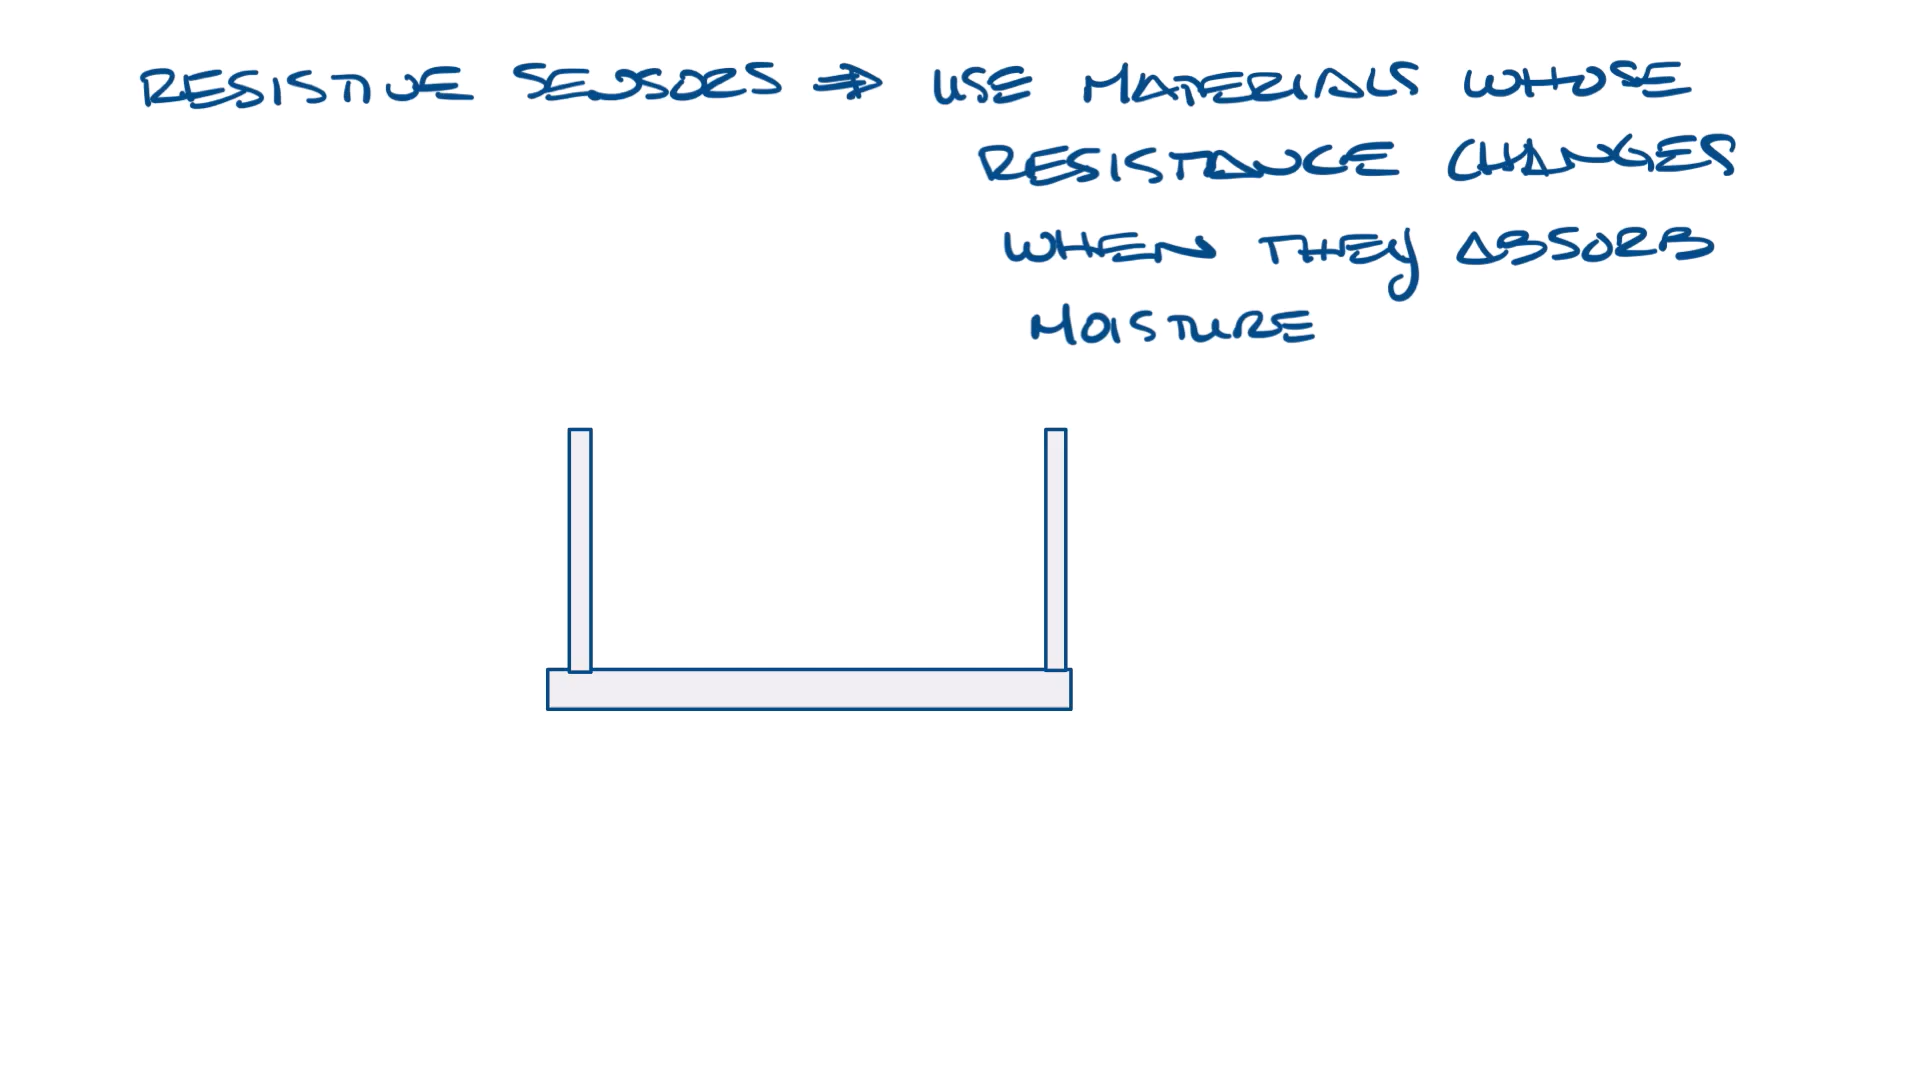 RESISTIVE SENSORS ⇒ USE MATERIALS WHOSE
RESISTANCE CHANGES
WHEN THEY ABSORB
MOISTURE